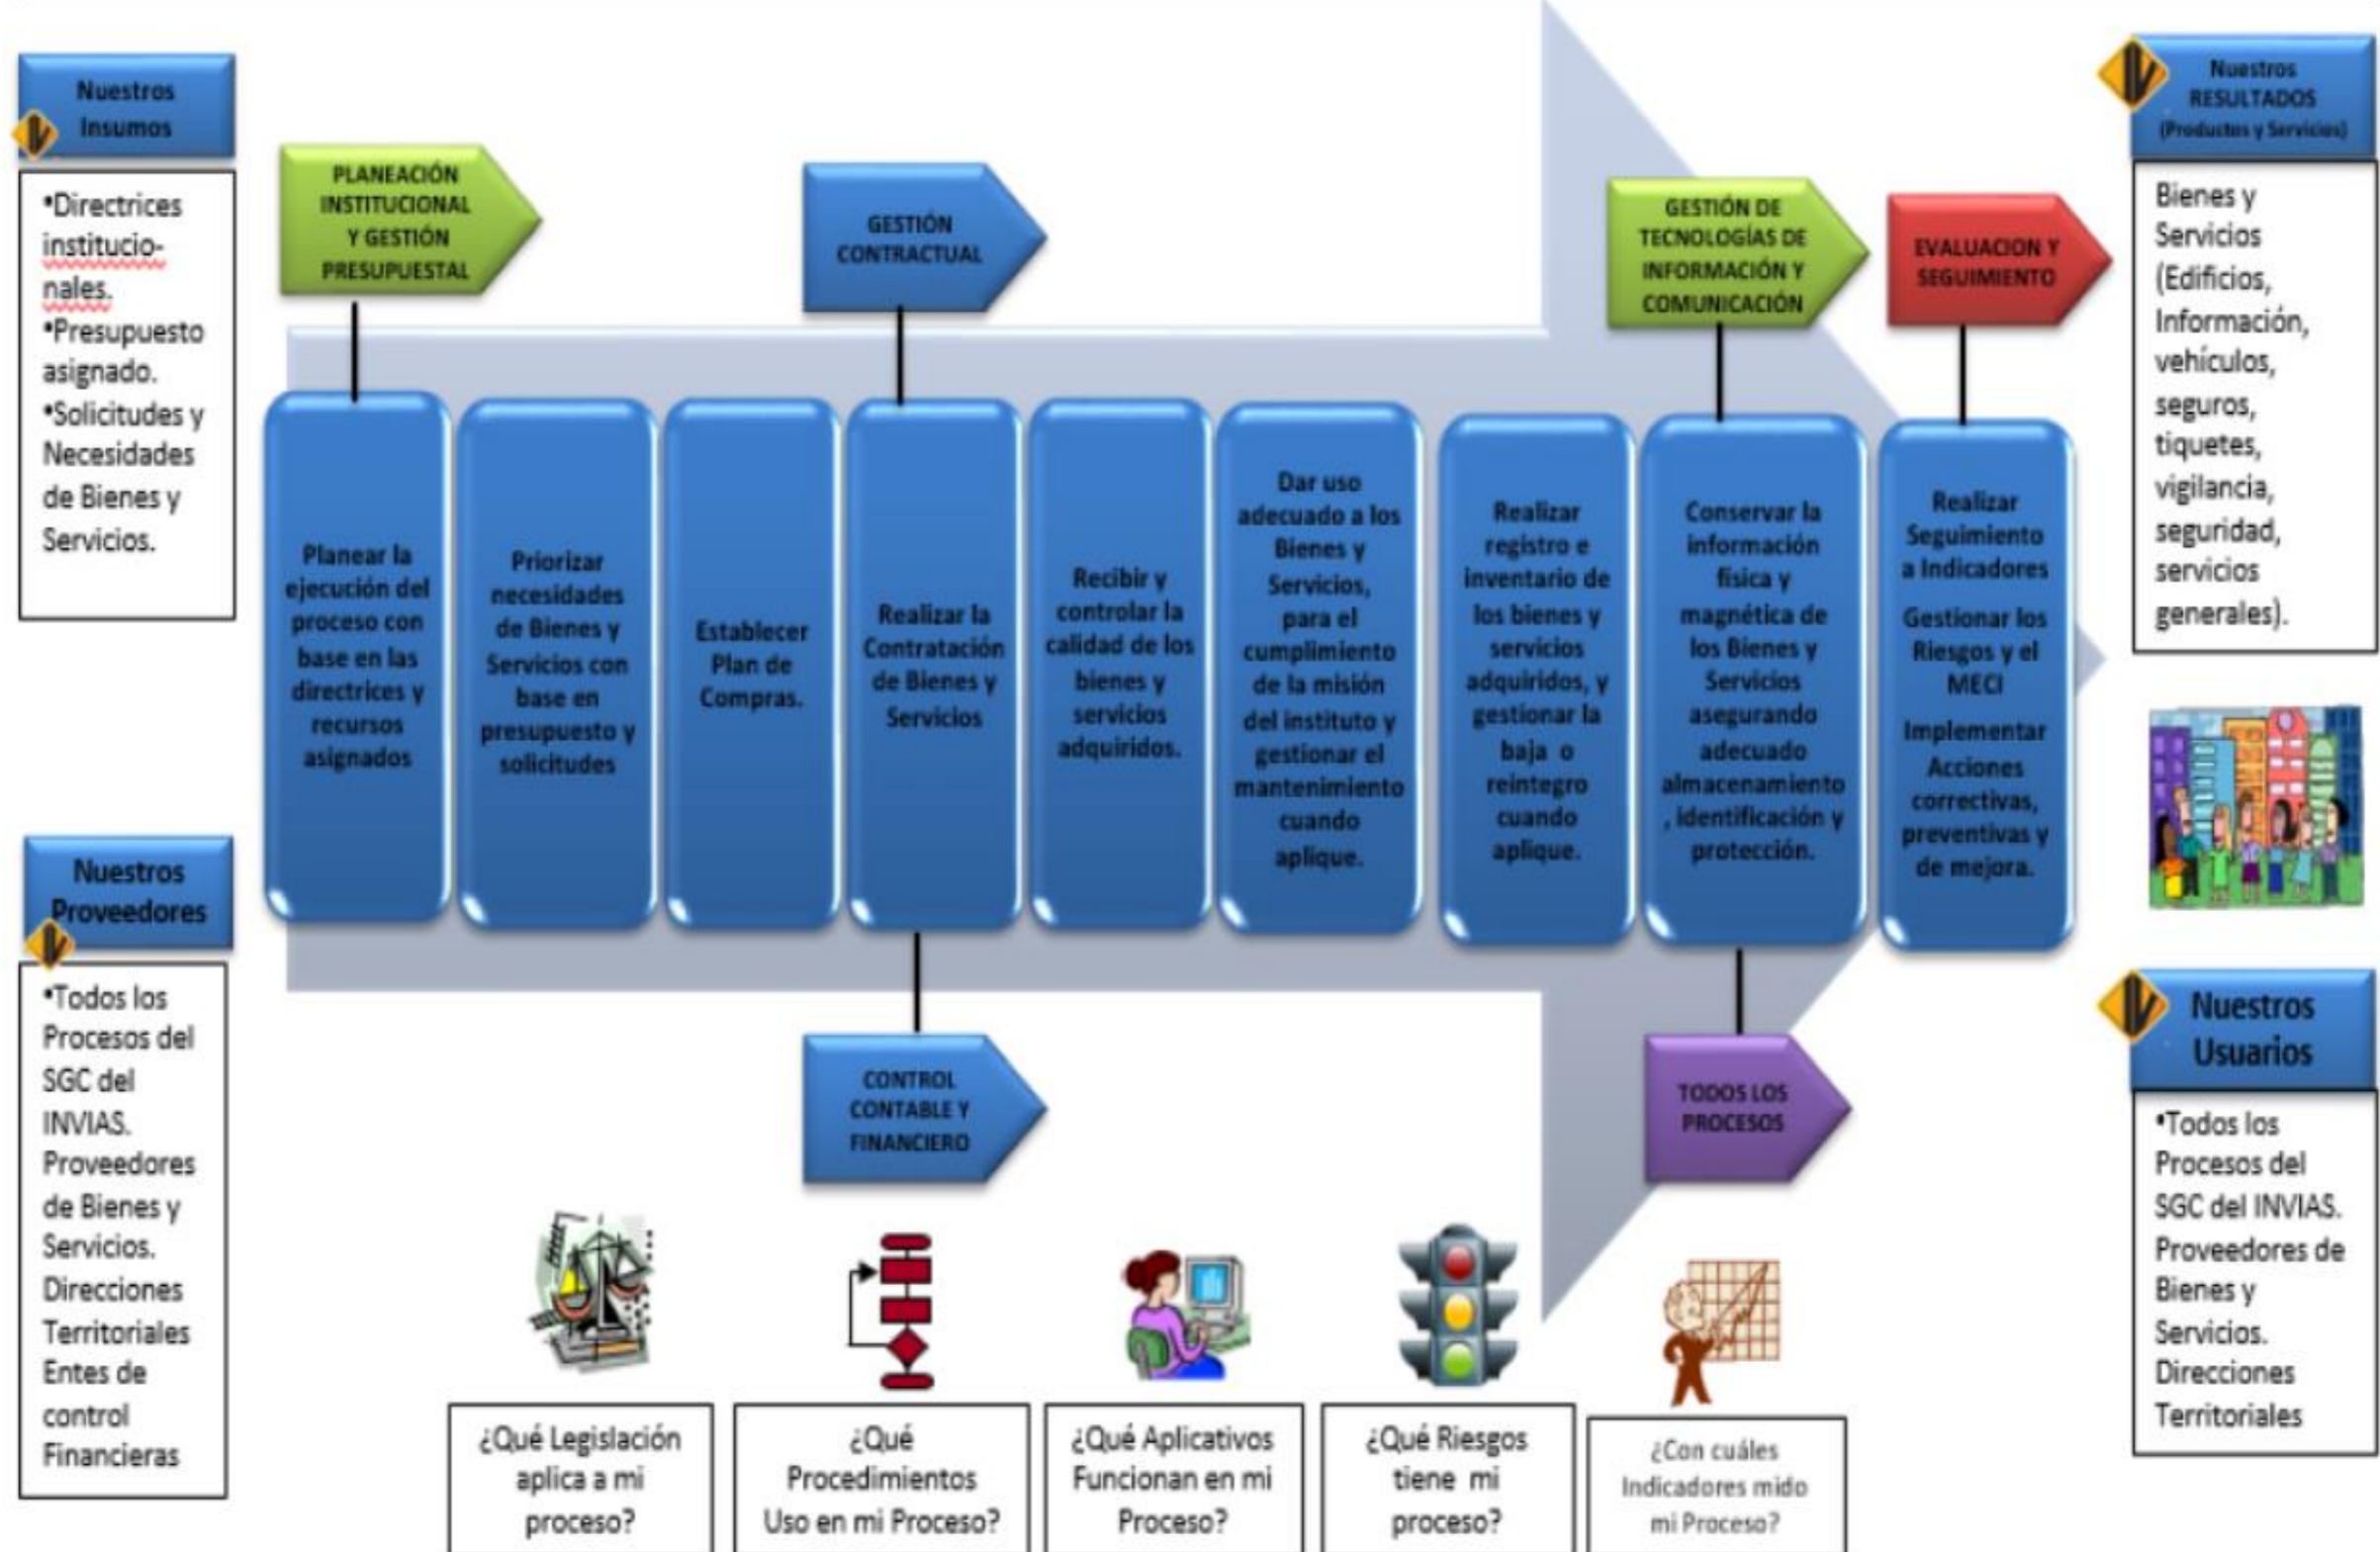 Nuestros
Insumos
•Directrices
institucio-
nales.
•Presupuesto
asignado.
•Solicitudes y
Necesidades
de Bienes y
Servicios.
Nuestros
Proveedores
•Todos los
Procesos del
SGC del
INVIAS.
Proveedores
de Bienes y
Servicios.
Direcciones
Territoriales
Entes de
control
Financieras
PLANEACIÓN
INSTITUCIONAL
Y GESTIÓN
PRESUPUESTAL
GESTIÓN
CONTRACTUAL
GESTIÓN DE
TECNOLOGÍAS DE
INFORMACIÓN Y
COMUNICACIÓN
EVALUACION Y
SEGUIMIENTO
Planear la
ejecución del
proceso con
base en las
directrices y
recursos
asignados
Priorizar
necesidades
de Bienes y
Servicios con
base en
presupuesto y
solicitudes
Establecer
Plan de
Compras.
Realizar la
Contratación
de Bienes y
Servicios
Recibir y
controlar la
calidad de los
bienes y
servicios
adquiridos.
Dar uso
adecuado a los
Bienes y
Servicios,
para el
cumplimiento
de la misión
del instituto y
gestionar el
mantenimiento
cuando
aplique.
Realizar
registro e
inventario de
los bienes y
servicios
adquiridos, y
gestionar la
baja o
reintegro
cuando
aplique.
Conservar la
información
física y
magnética de
los Bienes y
Servicios
asegurando
adecuado
almacenamiento
, identificación y
protección.
Realizar
Seguimiento
a Indicadores
Gestionar los
Riesgos y el
MECI
Implementar
Acciones
correctivas,
preventivas y
de mejora.
CONTROL
CONTABLE Y
FINANCIERO
TODOS LOS
PROCESOS
Nuestros
RESULTADOS
(Productos y Servicios)
Bienes y
Servicios
(Edificios,
Información,
vehículos,
seguros,
tiquetes,
vigilancia,
seguridad,
servicios
generales).
Nuestros
Usuarios
•Todos los
Procesos del
SGC del INVIAS.
Proveedores de
Bienes y
Servicios.
Direcciones
Territoriales
¿Qué Legislación
aplica a mi
proceso?
¿Qué
Procedimientos
Uso en mi Proceso?
¿Qué Aplicativos
Funcionan en mi
Proceso?
¿Qué Riesgos
tiene mi
proceso?
¿Con cuáles
Indicadores mido
mi Proceso?